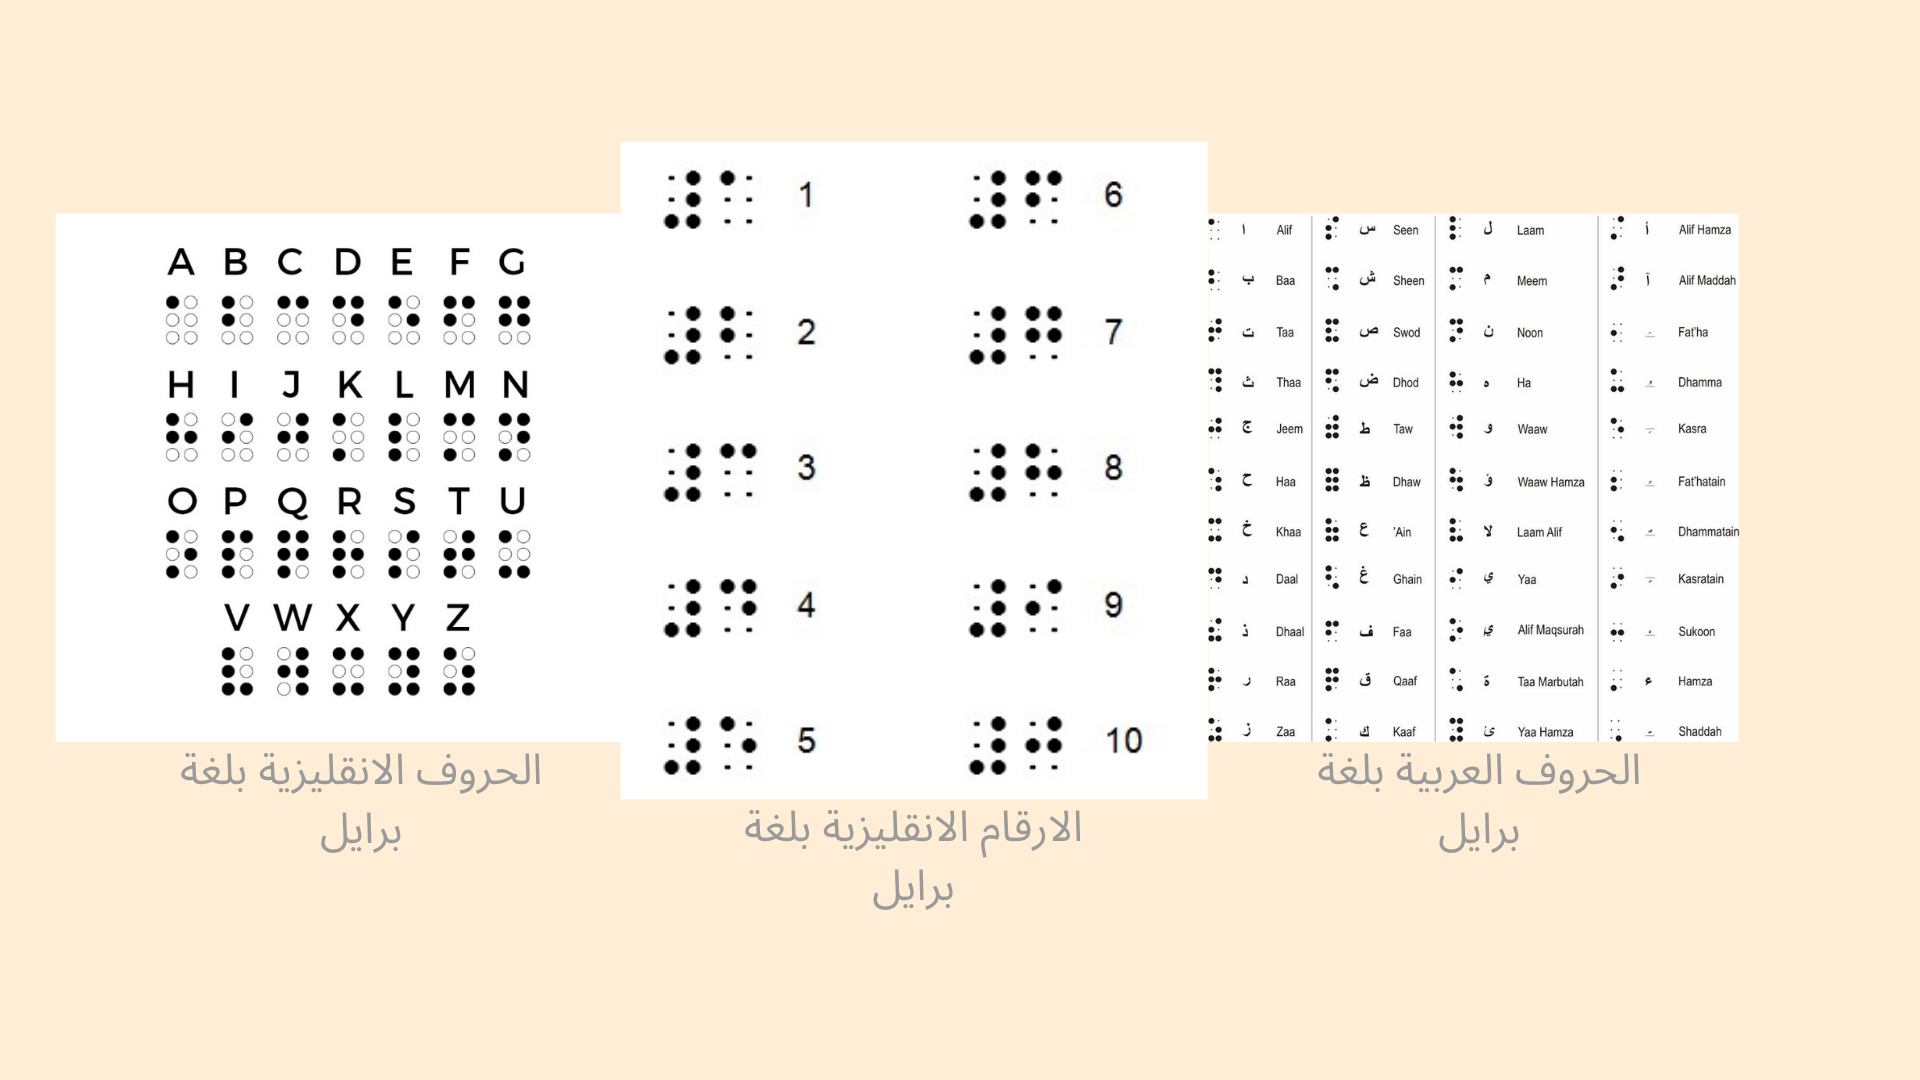 A B C D E F G
H I J K L M N
O P Q R S T U
V W X Y Z
الحروف الانقليزية بلغة
برايل
1 6
2 7
3 8
4 9
5 10
الارقام الانقليزية بلغة
برايل
ا Alif س Seen ل Laam أ Alif Hamza
ب Baa ش Sheen م Meem آ Alif Maddah
ت Taa ص Swod ن Noon Fat'ha
ث Thaa ض Dhod ه Ha Dhamma
ج Jeem ط Taw و Waaw Kasra
ح Haa ظ Dhaw ؤ Waaw Hamza Fat'hatain
خ Khaa ع 'Ain لا Laam Alif Dhammatain
د Daal غ Ghain ي Yaa Kasratain
ذ Dhaal ف Faa ي Alif Maqsurah Sukoon
ر Raa ق Qaaf ة Taa Marbutah ء Hamza
ز Zaa ك Kaaf ئ Yaa Hamza Shaddah
الحروف العربية بلغة
برايل